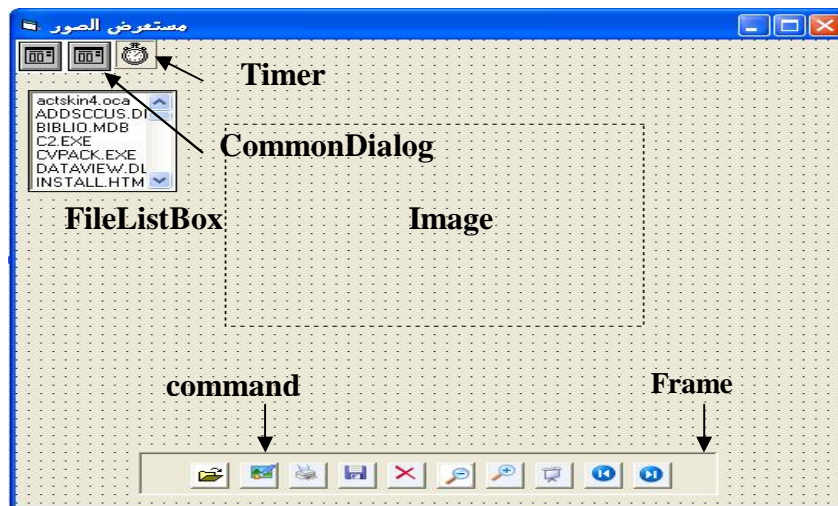 مستعرض الصور
Timer
actskin4.oca
ADDSCCUS.DI
BIBLIO.MDB
C2.EXE
CVPACK.EXE
DATAVIEW.DL
INSTALL.HTM
CommonDialog
FileListBox
Image
command
Frame